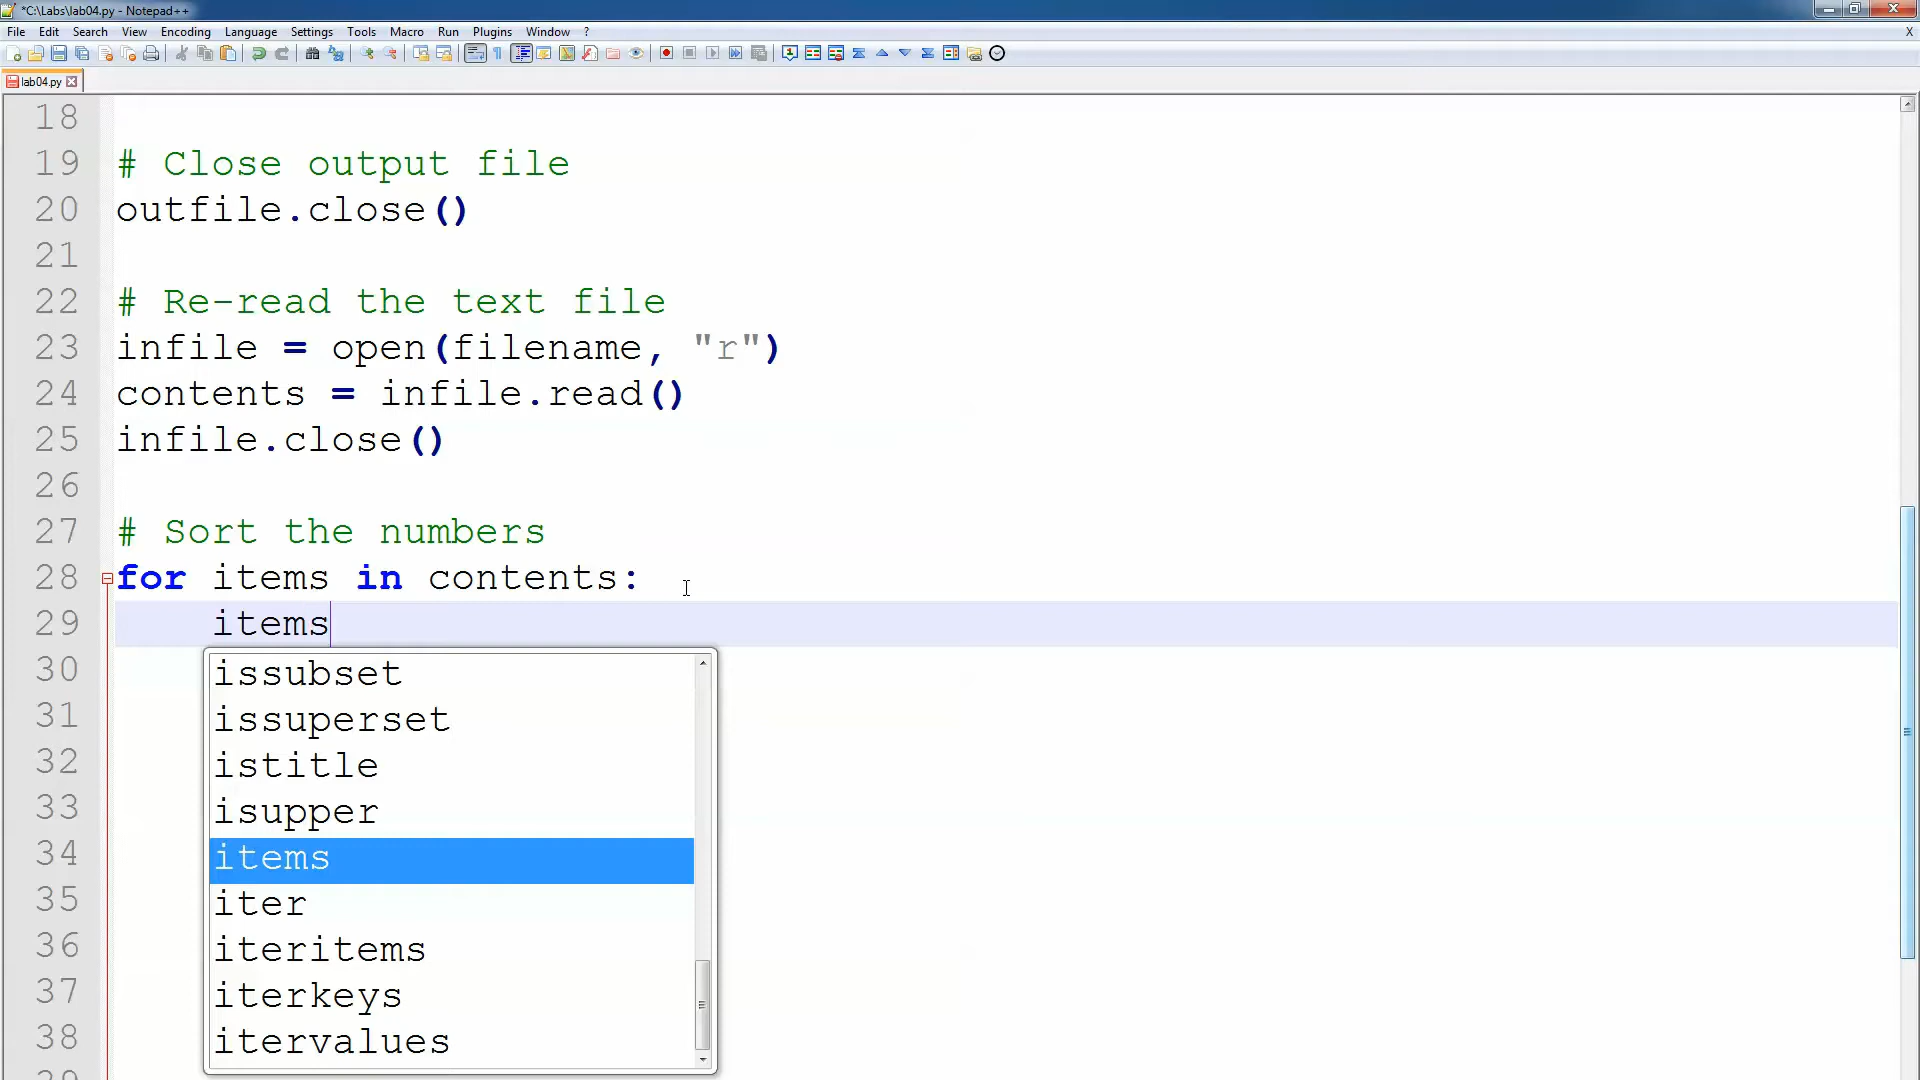 *C:\Labs\lab04.py - Notepad++
File Edit Search View Encoding Language Settings Tools Macro Run Plugins Window ? X
lab04.py
18
19 # Close output file
20 outfile.close()
21
22 # Re-read the text file
23 infile = open(filename, "r")
24 contents = infile.read()
25 infile.close()
26
27 # Sort the numbers
28 for items in contents:
29 items
30 issubset
31 issuperset
32 istitle
33 isupper
34 items
35 iter
36 iteritems
37 iterkeys
38 itervalues
39